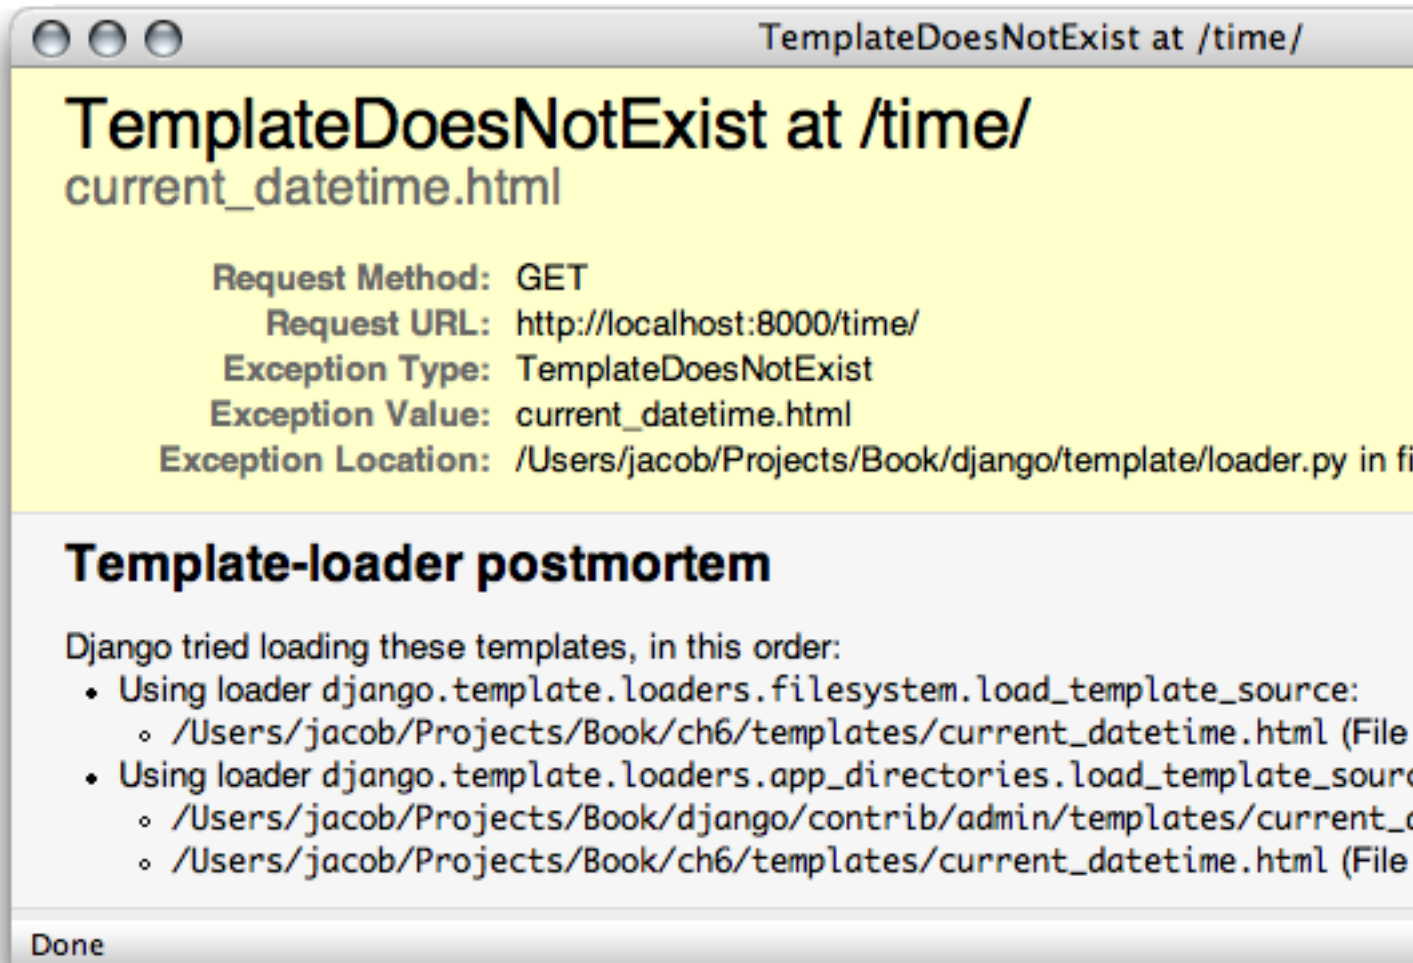 TemplateDoesNotExist at /time/
TemplateDoesNotExist at /time/
current_datetime.html
Request Method: GET
Request URL: http://localhost:8000/time/
Exception Type: TemplateDoesNotExist
Exception Value: current_datetime.html
Exception Location: /Users/jacob/Projects/Book/django/template/loader.py in
Template-loader postmortem
Django tried loading these templates, in this order:
• Using loader django.template.loaders.filesystem.load_template_source:
◦ /Users/jacob/Projects/Book/ch6/templates/current_datetime.html (File
• Using loader django.template.loaders.app_directories.load_template_sourc
◦ /Users/jacob/Projects/Book/django/contrib/admin/templates/current_
◦ /Users/jacob/Projects/Book/ch6/templates/current_datetime.html (File
Done